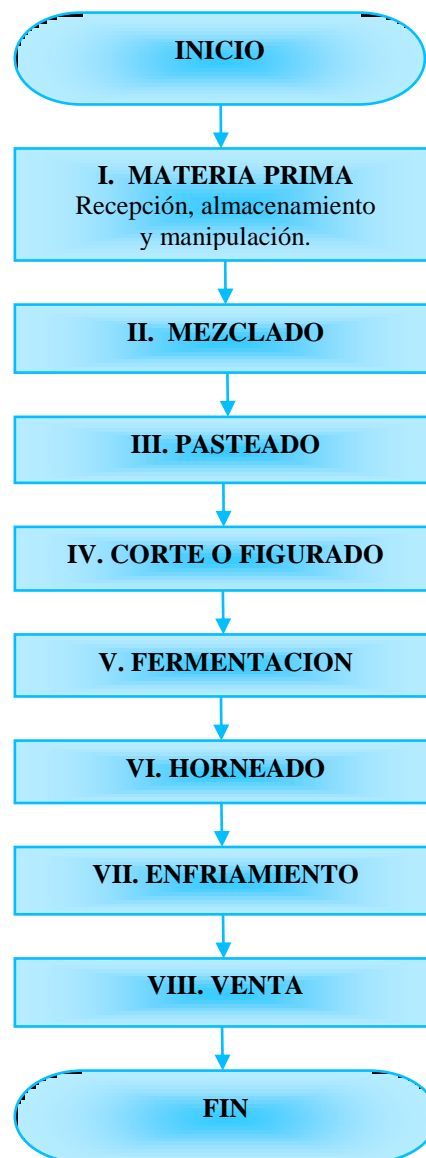 INICIO
I. MATERIA PRIMA
Recepción, almacenamiento
y manipulación.
II. MEZCLADO
III. PASTEADO
IV. CORTE O FIGURADO
V. FERMENTACION
VI. HORNEADO
VII. ENFRIAMIENTO
VIII. VENTA
FIN